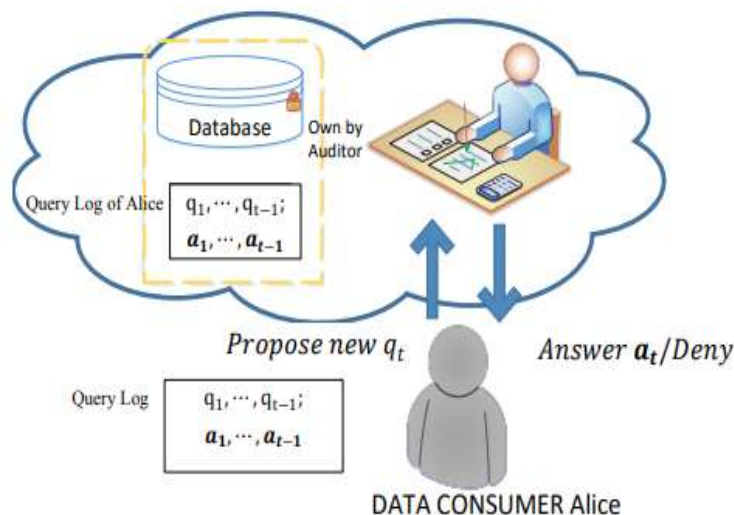 Database
Own by
Auditor
Query Log of Alice
q₁,⋯,qₜ₋₁;
a₁,⋯,aₜ₋₁
Propose new qₜ
Answer aₜ/Deny
Query Log
q₁,⋯,qₜ₋₁;
a₁,⋯,aₜ₋₁
DATA CONSUMER Alice